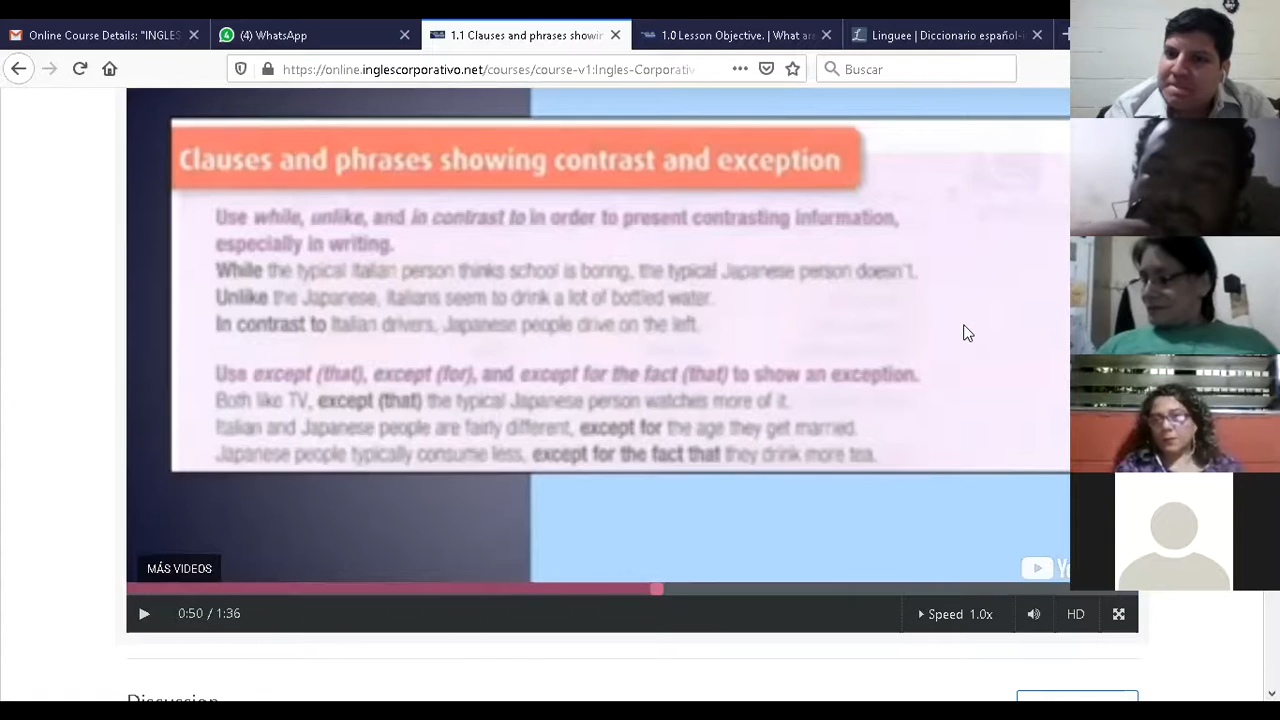 Online Course Details: "INGLES
(4) WhatsApp
1.1 Clauses and phrases showin
1.0 Lesson Objective. | What are
Linguee | Diccionario español-i
https://online.inglescorporativo.net/courses/course-v1:Ingles-Corporativ
Buscar
Clauses and phrases showing contrast and exception
Use while, unlike, and in contrast to in order to present contrasting information,
especially in writing.
While the typical Italian person thinks school is boring, the typical Japanese person doesn't.
Unlike the Japanese, Italians seem to drink a lot of bottled water.
In contrast to Italian drivers, Japanese people drive on the left.
Use except (that), except (for), and except for the fact (that) to show an exception.
Both like TV, except (that) the typical Japanese person watches more of it.
Italian and Japanese people are fairly different, except for the age they get married.
Japanese people typically consume less, except for the fact that they drink more tea.
MÁS VIDEOS
0:50 / 1:36
Speed 1.0x
HD
Discussion